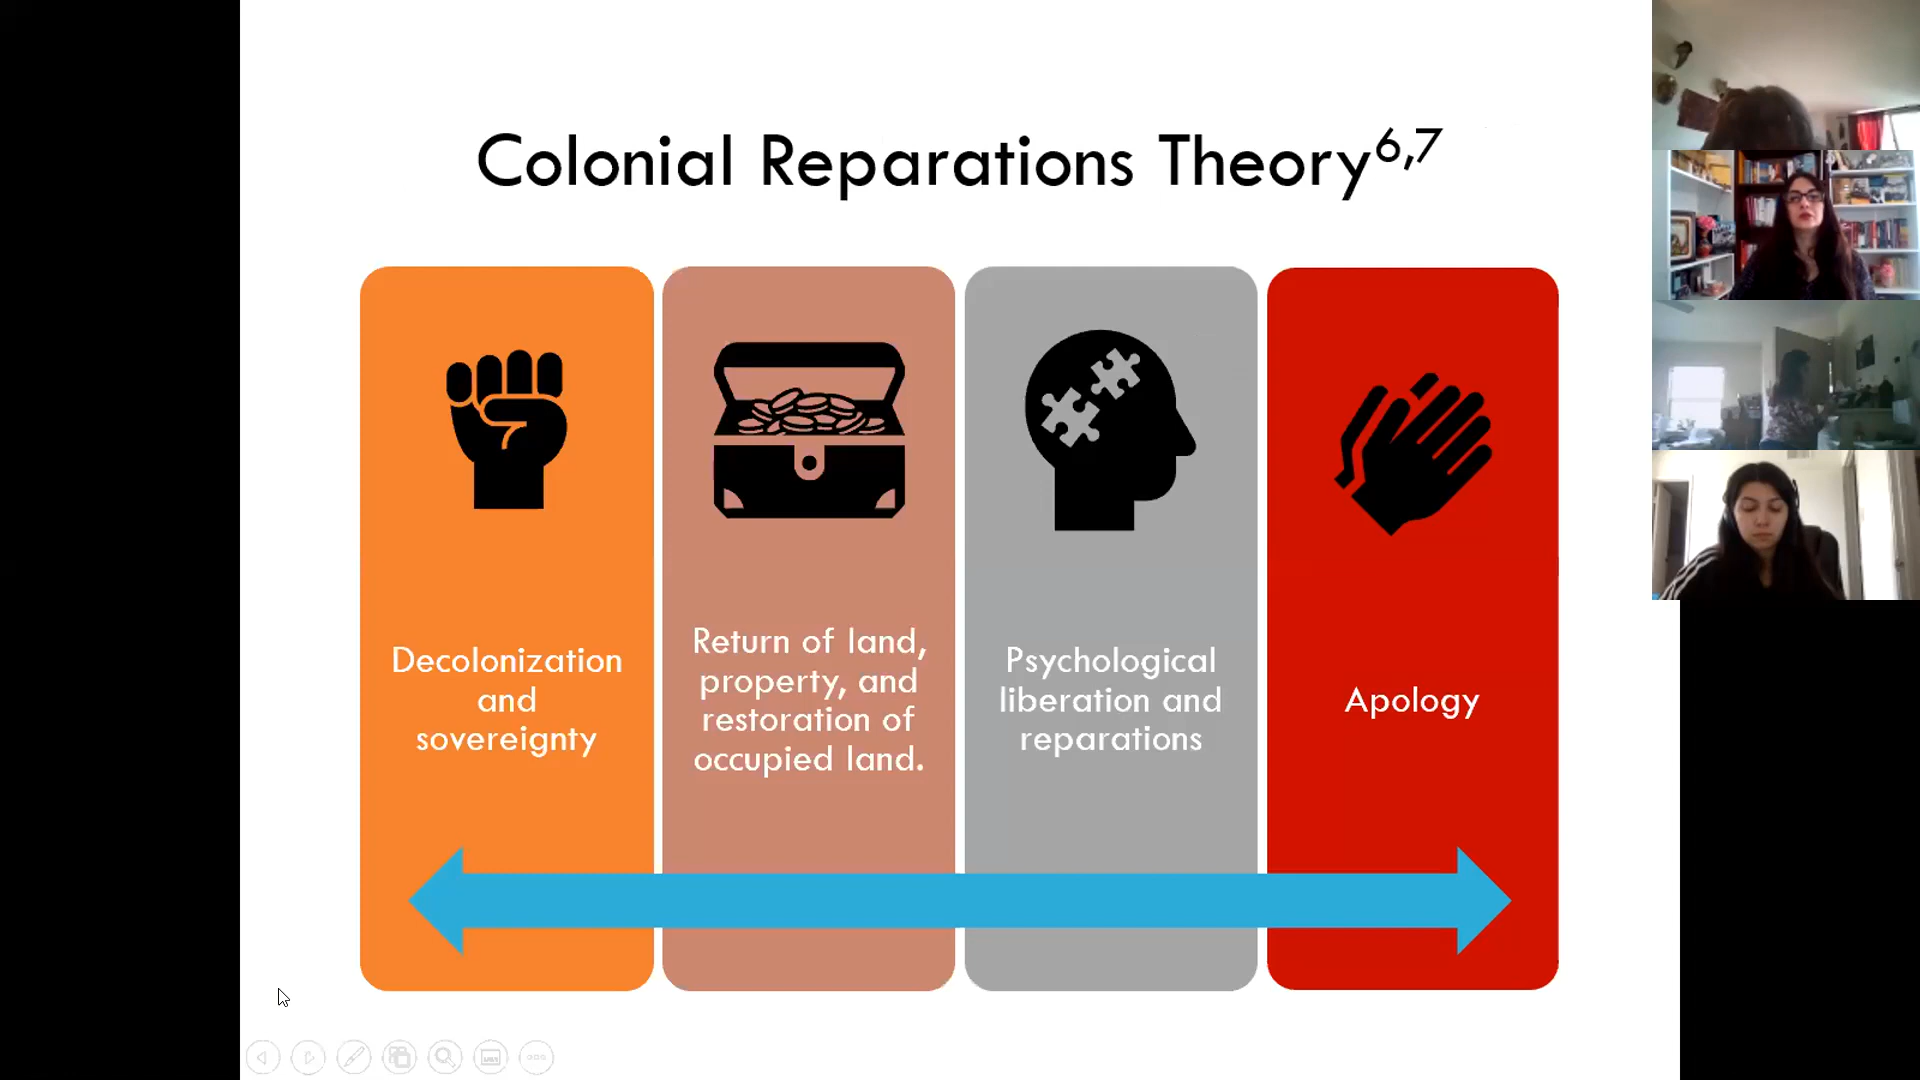 Colonial Reparations Theory⁶,⁷
Decolonization
and
sovereignty
Return of land,
property, and
restoration of
occupied land.
Psychological
liberation and
reparations
Apology